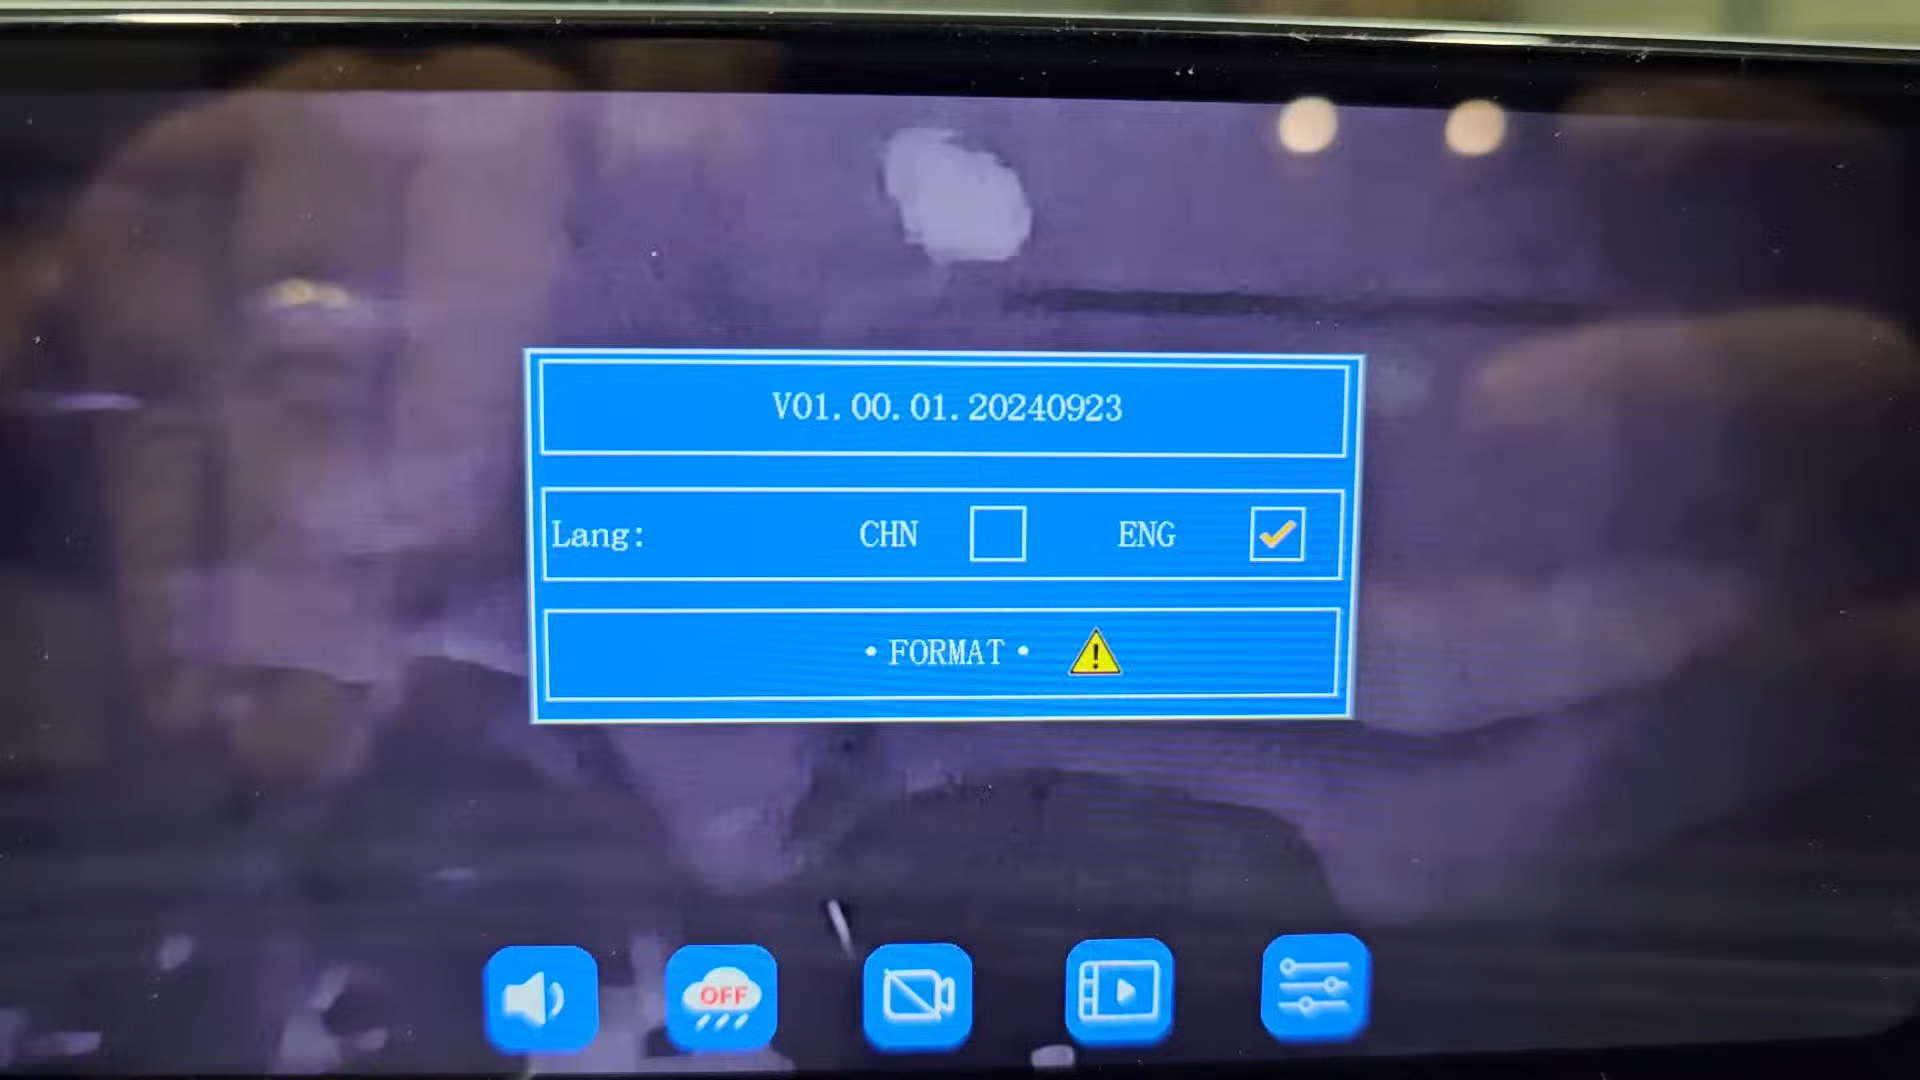 V01.00.01.20240923
Lang: CHN ENG
• FORMAT •
OFF